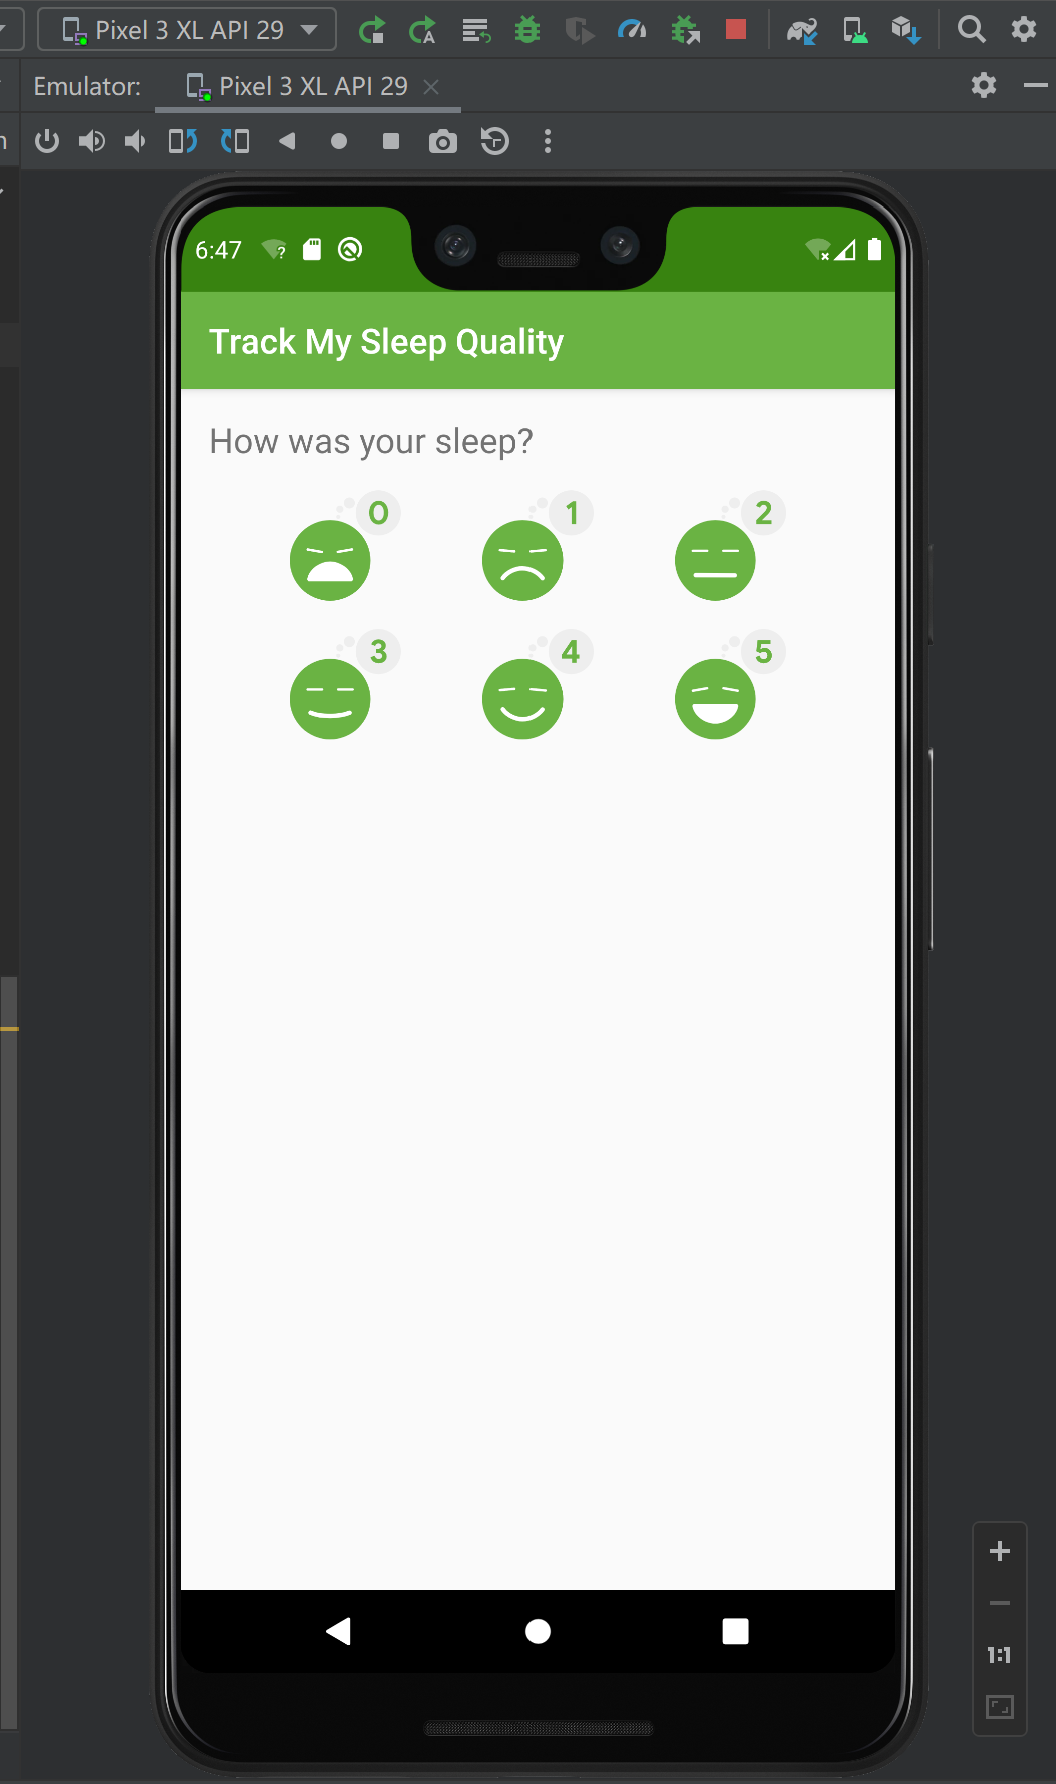 Pixel 3 XL API 29
Emulator: Pixel 3 XL API 29
6:47
Track My Sleep Quality
How was your sleep?
0 1 2
3 4 5
1:1